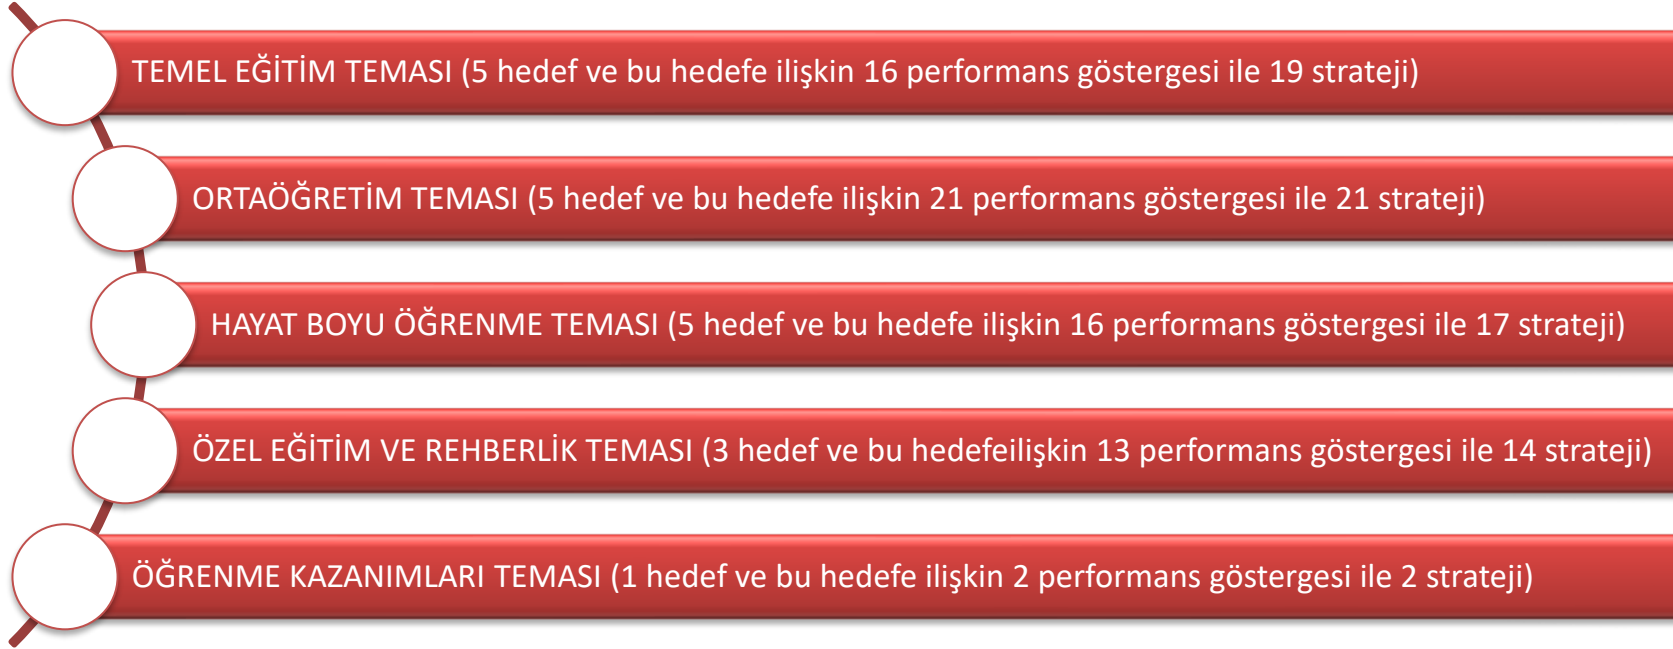 TEMEL EĞİTİM TEMASI (5 hedef ve bu hedefe ilişkin 16 performans göstergesi ile 19 strateji)
ORTAÖĞRETİM TEMASI (5 hedef ve bu hedefe ilişkin 21 performans göstergesi ile 21 strateji)
HAYAT BOYU ÖĞRENME TEMASI (5 hedef ve bu hedefe ilişkin 16 performans göstergesi ile 17 strateji)
ÖZEL EĞİTİM VE REHBERLİK TEMASI (3 hedef ve bu hedefeilişkin 13 performans göstergesi ile 14 strateji)
ÖĞRENME KAZANIMLARI TEMASI (1 hedef ve bu hedefe ilişkin 2 performans göstergesi ile 2 strateji)